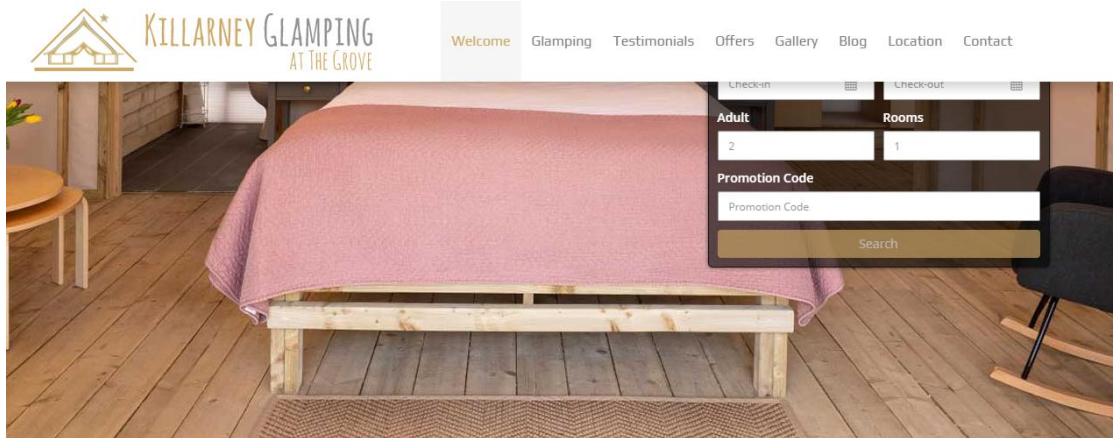 KILLARNEY GLAMPING
AT THE GROVE
Welcome Glamping Testimonials Offers Gallery Blog Location Contact
Check-in Check-out
Adult Rooms
2 1
Promotion Code
Promotion Code
Search